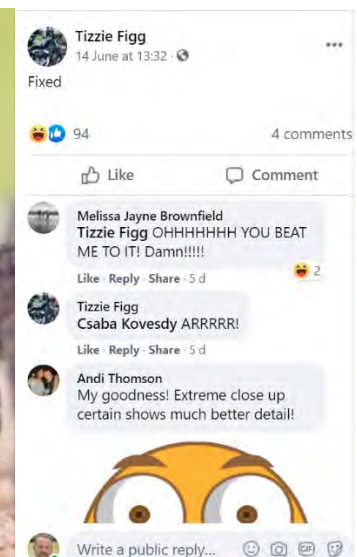 Tizzie Figg
14 June at 13:32 ·
Fixed
94
4 comments
Like
Comment
Melissa Jayne Brownfield
Tizzie Figg OHHHHHHH YOU BEAT
ME TO IT! Damn!!!!!
2
Like · Reply · Share · 5 d
Tizzie Figg
Csaba Kovesdy ARRRRR!
Like · Reply · Share · 5 d
Andi Thomson
My goodness! Extreme close up
certain shows much better detail!
Write a public reply...
GIF